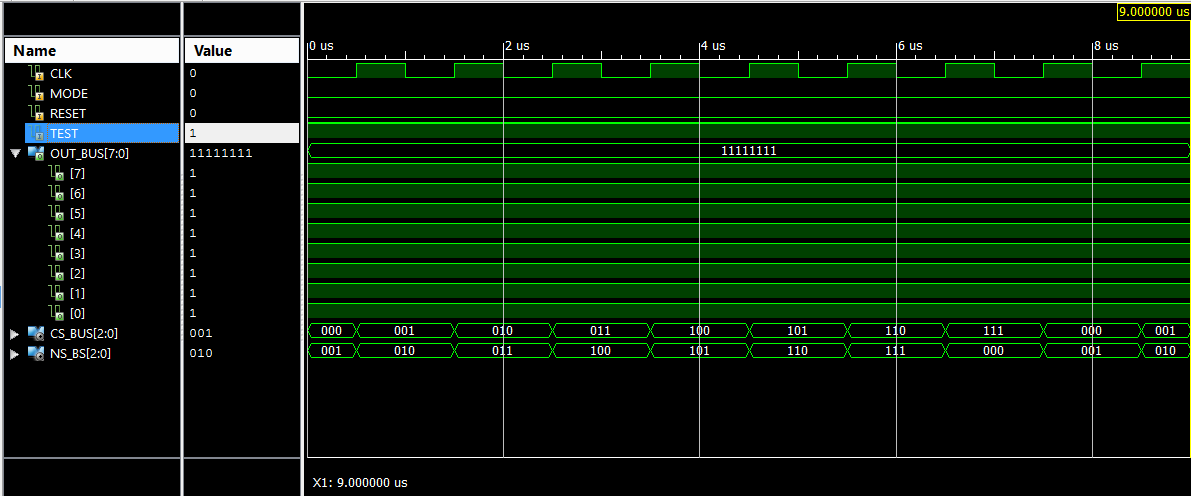 9.000000 us
Name Value 0 us 2 us 4 us 6 us 8 us
CLK 0
MODE 0
RESET 0
TEST 1
OUT_BUS[7:0] 11111111 11111111
[7] 1
[6] 1
[5] 1
[4] 1
[3] 1
[2] 1
[1] 1
[0] 1
CS_BUS[2:0] 001 000 001 010 011 100 101 110 111 000 001
NS_BS[2:0] 010 001 010 011 100 101 110 111 000 001 010
X1: 9.000000 us